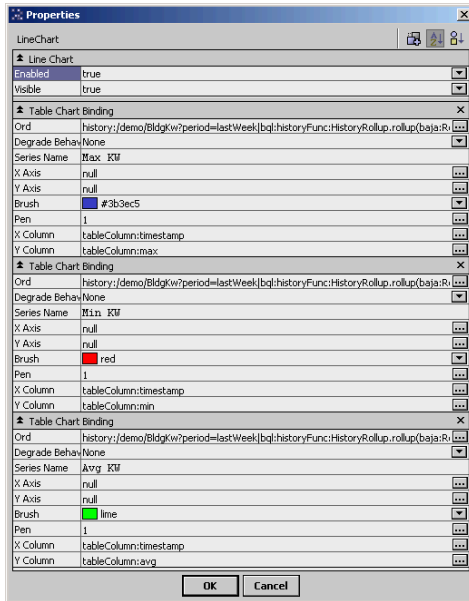 Properties
LineChart
Line Chart
Enabled true
Visible true
Table Chart Binding
Ord history:/demo/BldgKw?period=lastWeek|bql:historyFunc:HistoryRollup.rollup(baja:R
Degrade Behav None
Series Name Max KW
X Axis null
Y Axis null
Brush #3b3ec5
Pen 1
X Column tableColumn:timestamp
Y Column tableColumn:max
Table Chart Binding
Ord history:/demo/BldgKw?period=lastWeek|bql:historyFunc:HistoryRollup.rollup(baja:R
Degrade Behav None
Series Name Min KW
X Axis null
Y Axis null
Brush red
Pen 1
X Column tableColumn:timestamp
Y Column tableColumn:min
Table Chart Binding
Ord history:/demo/BldgKw?period=lastWeek|bql:historyFunc:HistoryRollup.rollup(baja:R
Degrade Behav None
Series Name Avg KW
X Axis null
Y Axis null
Brush lime
Pen 1
X Column tableColumn:timestamp
Y Column tableColumn:avg
OK Cancel